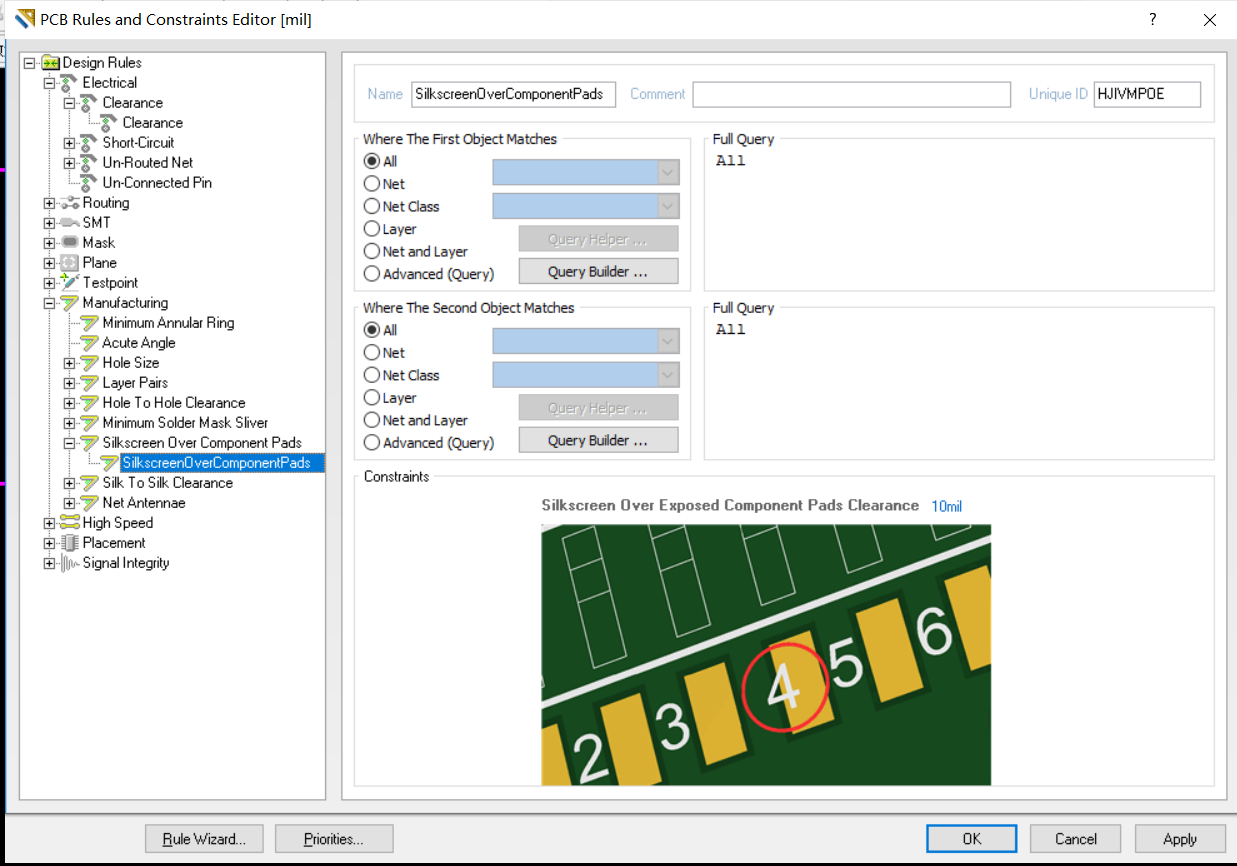 PCB Rules and Constraints Editor [mil]
?
Design Rules
Electrical
Clearance
Clearance
Short-Circuit
Un-Routed Net
Un-Connected Pin
Routing
SMT
Mask
Plane
Testpoint
Manufacturing
Minimum Annular Ring
Acute Angle
Hole Size
Layer Pairs
Hole To Hole Clearance
Minimum Solder Mask Sliver
Silkscreen Over Component Pads
SilkscreenOverComponentPads
Silk To Silk Clearance
Net Antennae
High Speed
Placement
Signal Integrity
Name SilkscreenOverComponentPads Comment Unique ID HJIVMPOE
Where The First Object Matches
All
Net
Net Class
Layer
Net and Layer
Advanced (Query)
Query Helper ...
Query Builder ...
Full Query
All
Where The Second Object Matches
All
Net
Net Class
Layer
Net and Layer
Advanced (Query)
Query Helper ...
Query Builder ...
Full Query
All
Constraints
Silkscreen Over Exposed Component Pads Clearance 10mil
2 3 4 5 6
Rule Wizard... Priorities... OK Cancel Apply